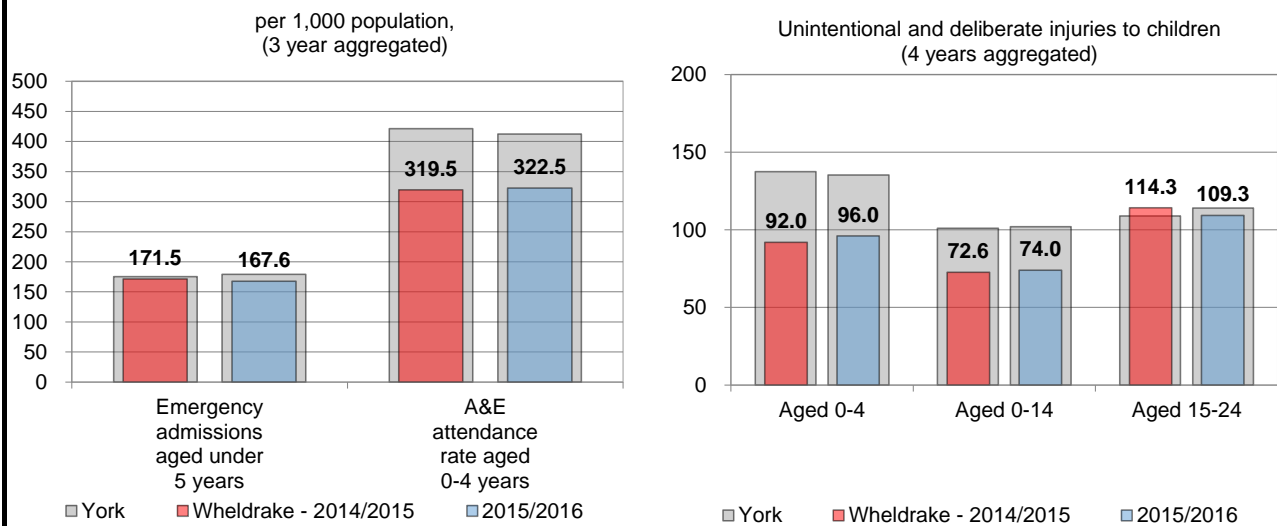 per 1,000 population,
(3 year aggregated)
500
450
400
350
300
250
200
150
100
50
0
171.5
167.6
319.5
322.5
Emergency
admissions
aged under
5 years
A&E
attendance
rate aged
0-4 years
York
Wheldrake - 2014/2015
2015/2016
Unintentional and deliberate injuries to children
(4 years aggregated)
200
150
100
50
0
92.0
96.0
72.6
74.0
114.3
109.3
Aged 0-4
Aged 0-14
Aged 15-24
York
Wheldrake - 2014/2015
2015/2016